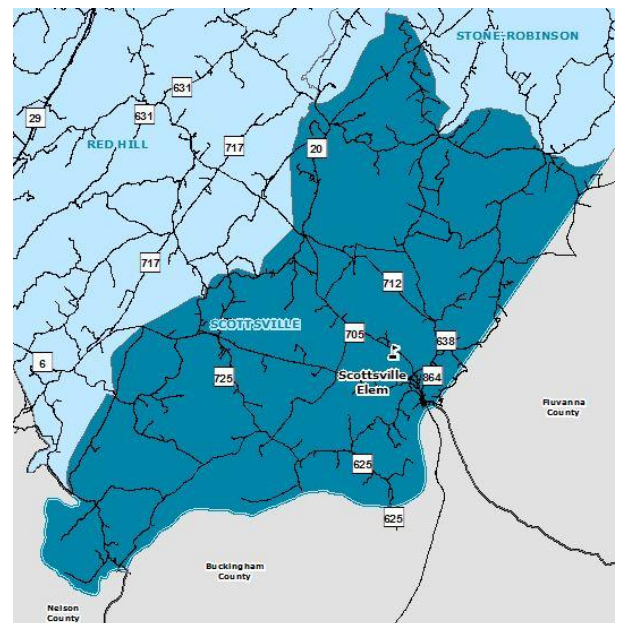 STONE-ROBINSON
631
631
29
RED HILL
717
20
717
712
SCOTTSVILLE
705
638
6
725
Scottsville
Elem
864
Fluvanna
County
625
625
Buckingham
County
Nelson
County